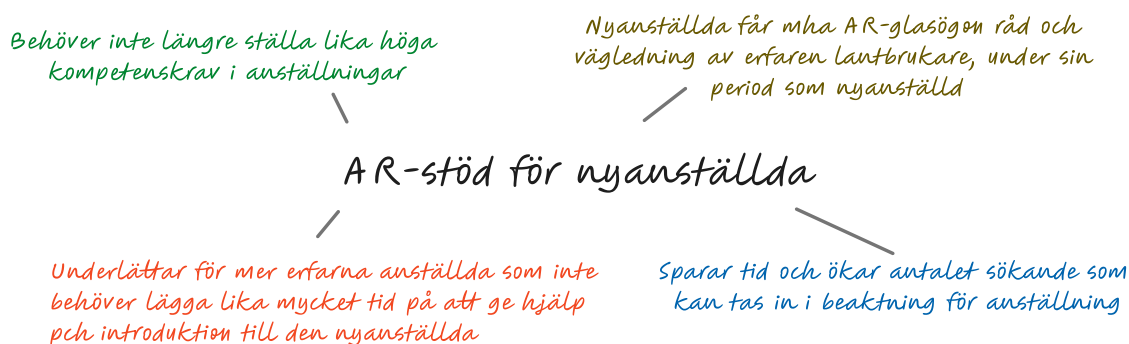 Behöver inte längre ställa lika höga
kompetenskrav i anställningar
Nyanställda får mha AR-glasögon råd och
vägledning av erfaren lantbrukare, under sin
period som nyanställd
AR-stöd för nyanställda
Underlättar för mer erfarna anställda som inte
behöver lägga lika mycket tid på att ge hjälp
pch introduktion till den nyanställda
Sparar tid och ökar antalet sökande som
kan tas in i beaktning för anställning